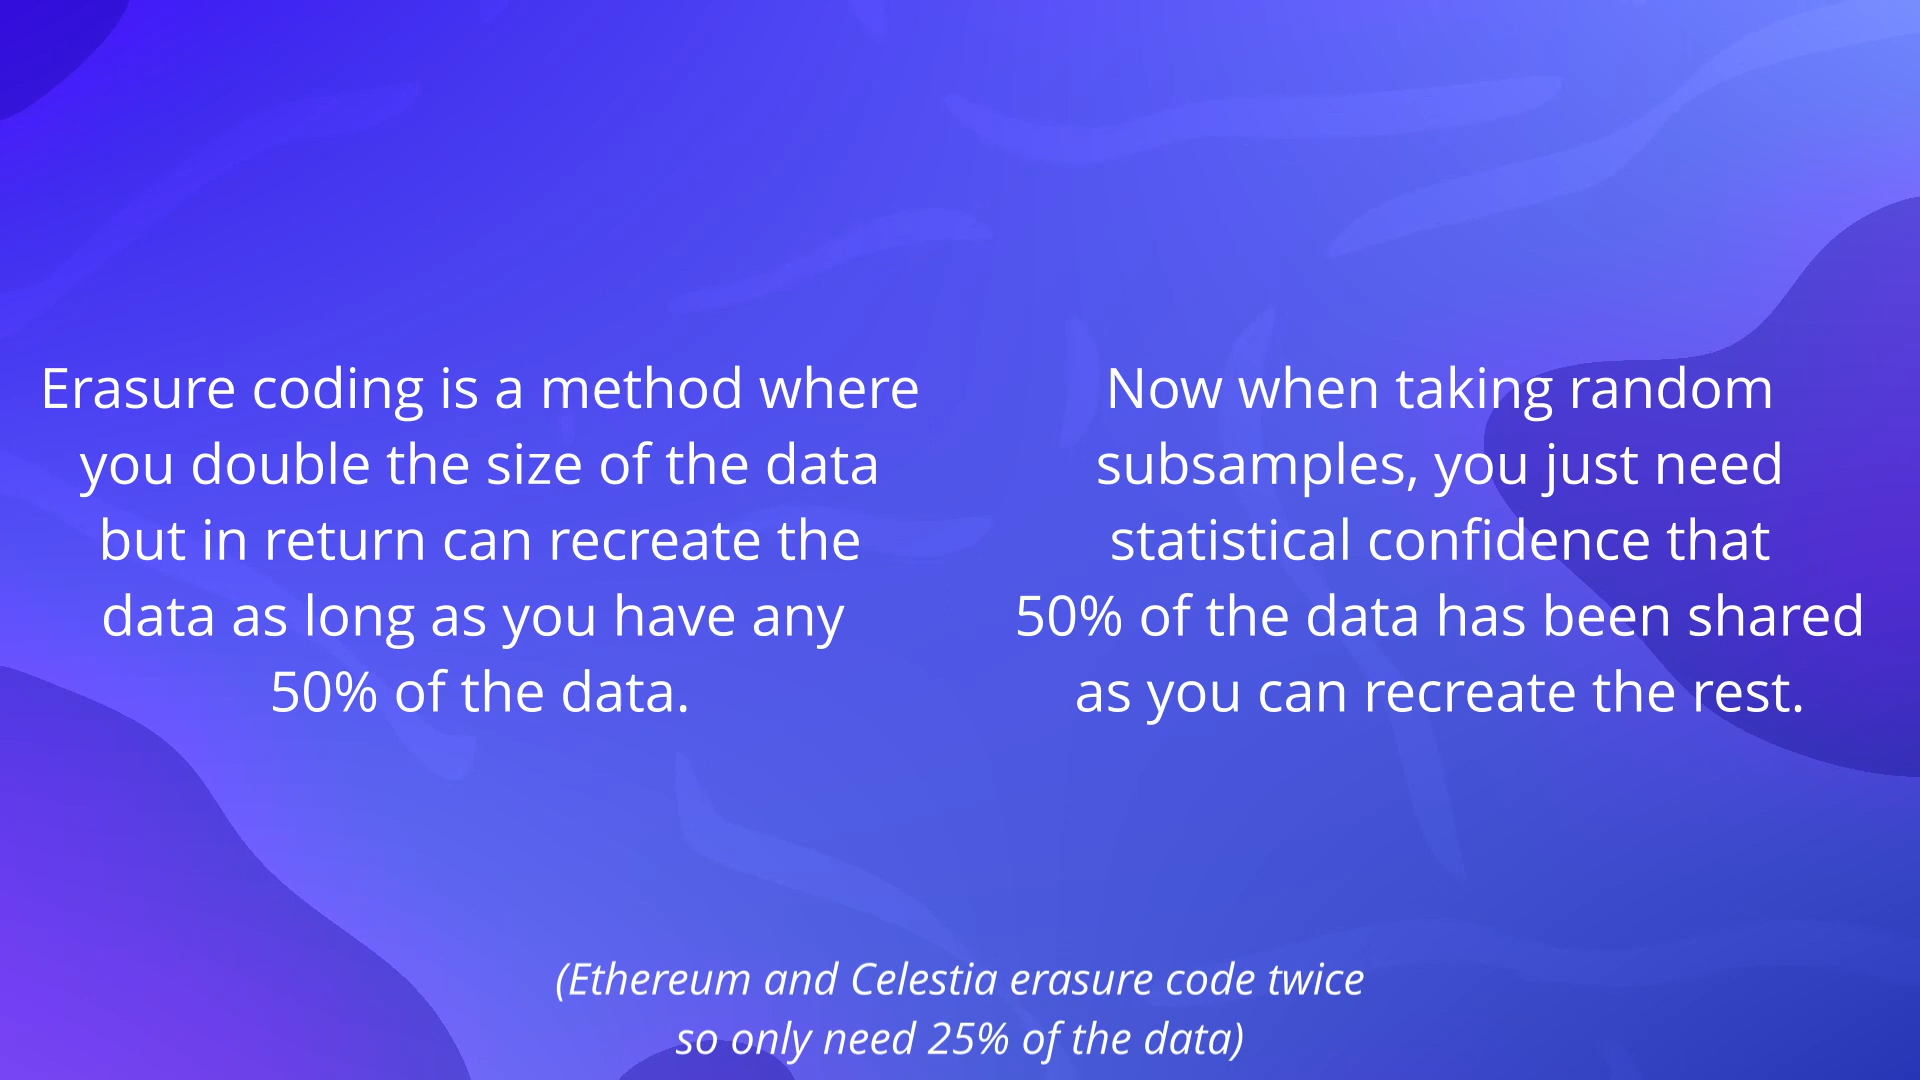 Erasure coding is a method where
you double the size of the data
but in return can recreate the
data as long as you have any
50% of the data.
Now when taking random
subsamples, you just need
statistical confidence that
50% of the data has been shared
as you can recreate the rest.
(Ethereum and Celestia erasure code twice
so only need 25% of the data)